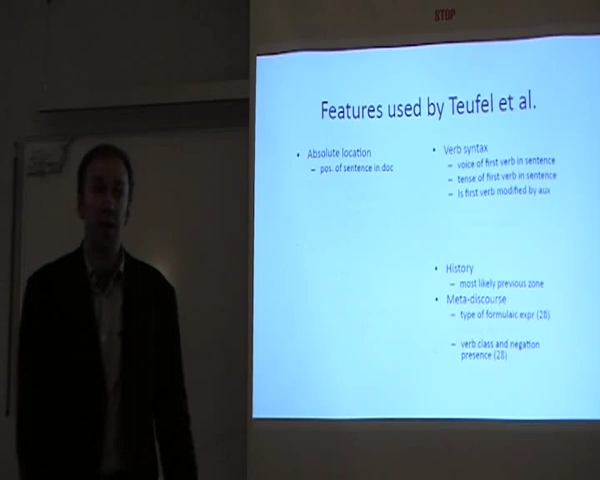 STOP
Features used by Teufel et al.
• Absolute location
– pos. of sentence in doc
• Verb syntax
– voice of first verb in sentence
– tense of first verb in sentence
– Is first verb modified by aux
• History
– most likely previous zone
• Meta-discourse
– type of formulaic expr (28)
– verb class and negation
presence (28)